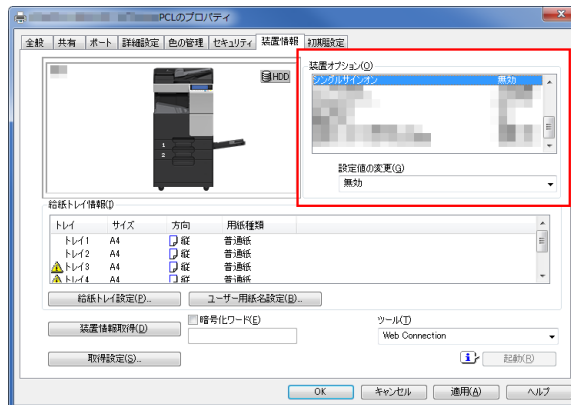 PCLのプロパティ
全般 共有 ポート 詳細設定 色の管理 セキュリティ 装置情報 初期設定
HDD
1
2
装置オプション(O)
シングルサインオン 無効
設定値の変更(G)
無効
給紙トレイ情報(I)
トレイ サイズ 方向 用紙種類
トレイ1 A4 縦 普通紙
トレイ2 A4 縦 普通紙
トレイ3 A4 縦 普通紙
トレイ4 A4 縦 普通紙
給紙トレイ設定(P)... ユーザー用紙名設定(B)...
装置情報取得(D)
暗号化ワード(E)
ツール(T)
Web Connection
取得設定(S)...
起動(R)
OK キャンセル 適用(A) ヘルプ